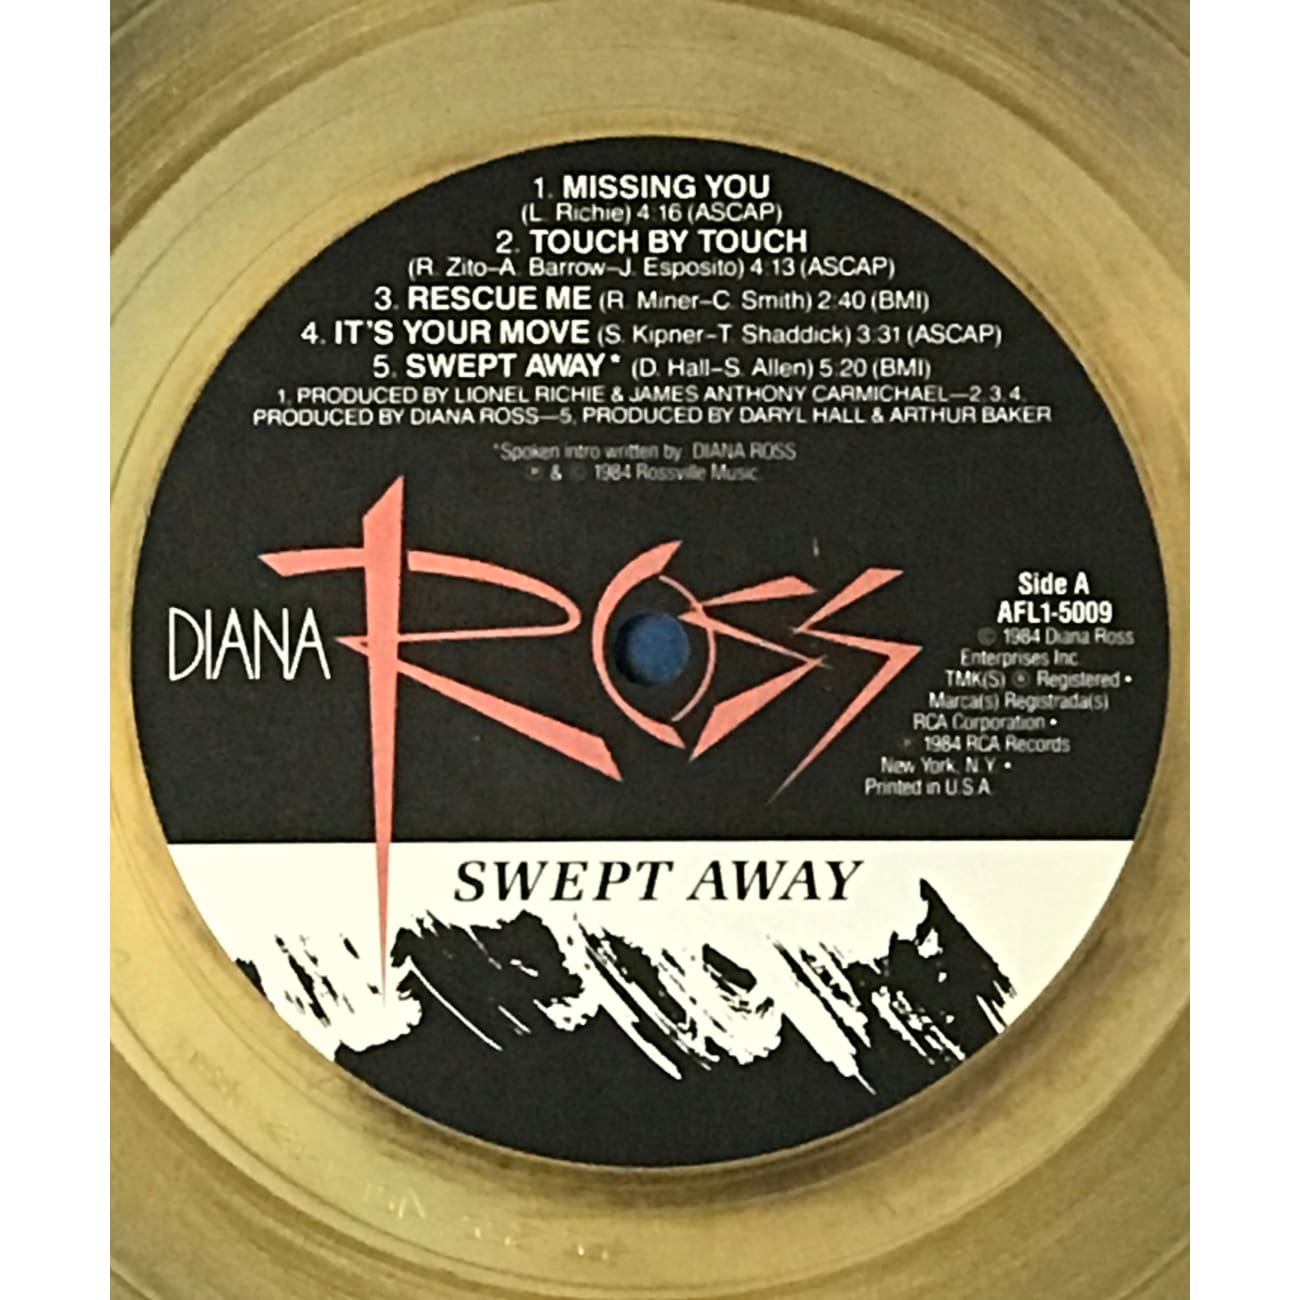 1. MISSING YOU
(L. Richie) 4:16 (ASCAP)
2. TOUCH BY TOUCH
(R. Zito–A. Barrow–J. Esposito) 4:13 (ASCAP)
3. RESCUE ME (R. Miner–C. Smith) 2:40 (BMI)
4. IT'S YOUR MOVE (S. Kipner–T. Shaddick) 3:31 (ASCAP)
5. SWEPT AWAY* (D. Hall–S. Allen) 5:20 (BMI)
1. PRODUCED BY LIONEL RICHIE & JAMES ANTHONY CARMICHAEL—2,3,4.
PRODUCED BY DIANA ROSS—5. PRODUCED BY DARYL HALL & ARTHUR BAKER
*Spoken intro written by: DIANA ROSS
℗ & © 1984 Rossville Music.
DIANA ROSS
Side A
AFL1-5009
© 1984 Diana Ross
Enterprises Inc.
TMK(S) ® Registered •
Marca(s) Registrada(s)
RCA Corporation •
℗ 1984 RCA Records
New York, N.Y. •
Printed in U.S.A.
SWEPT AWAY